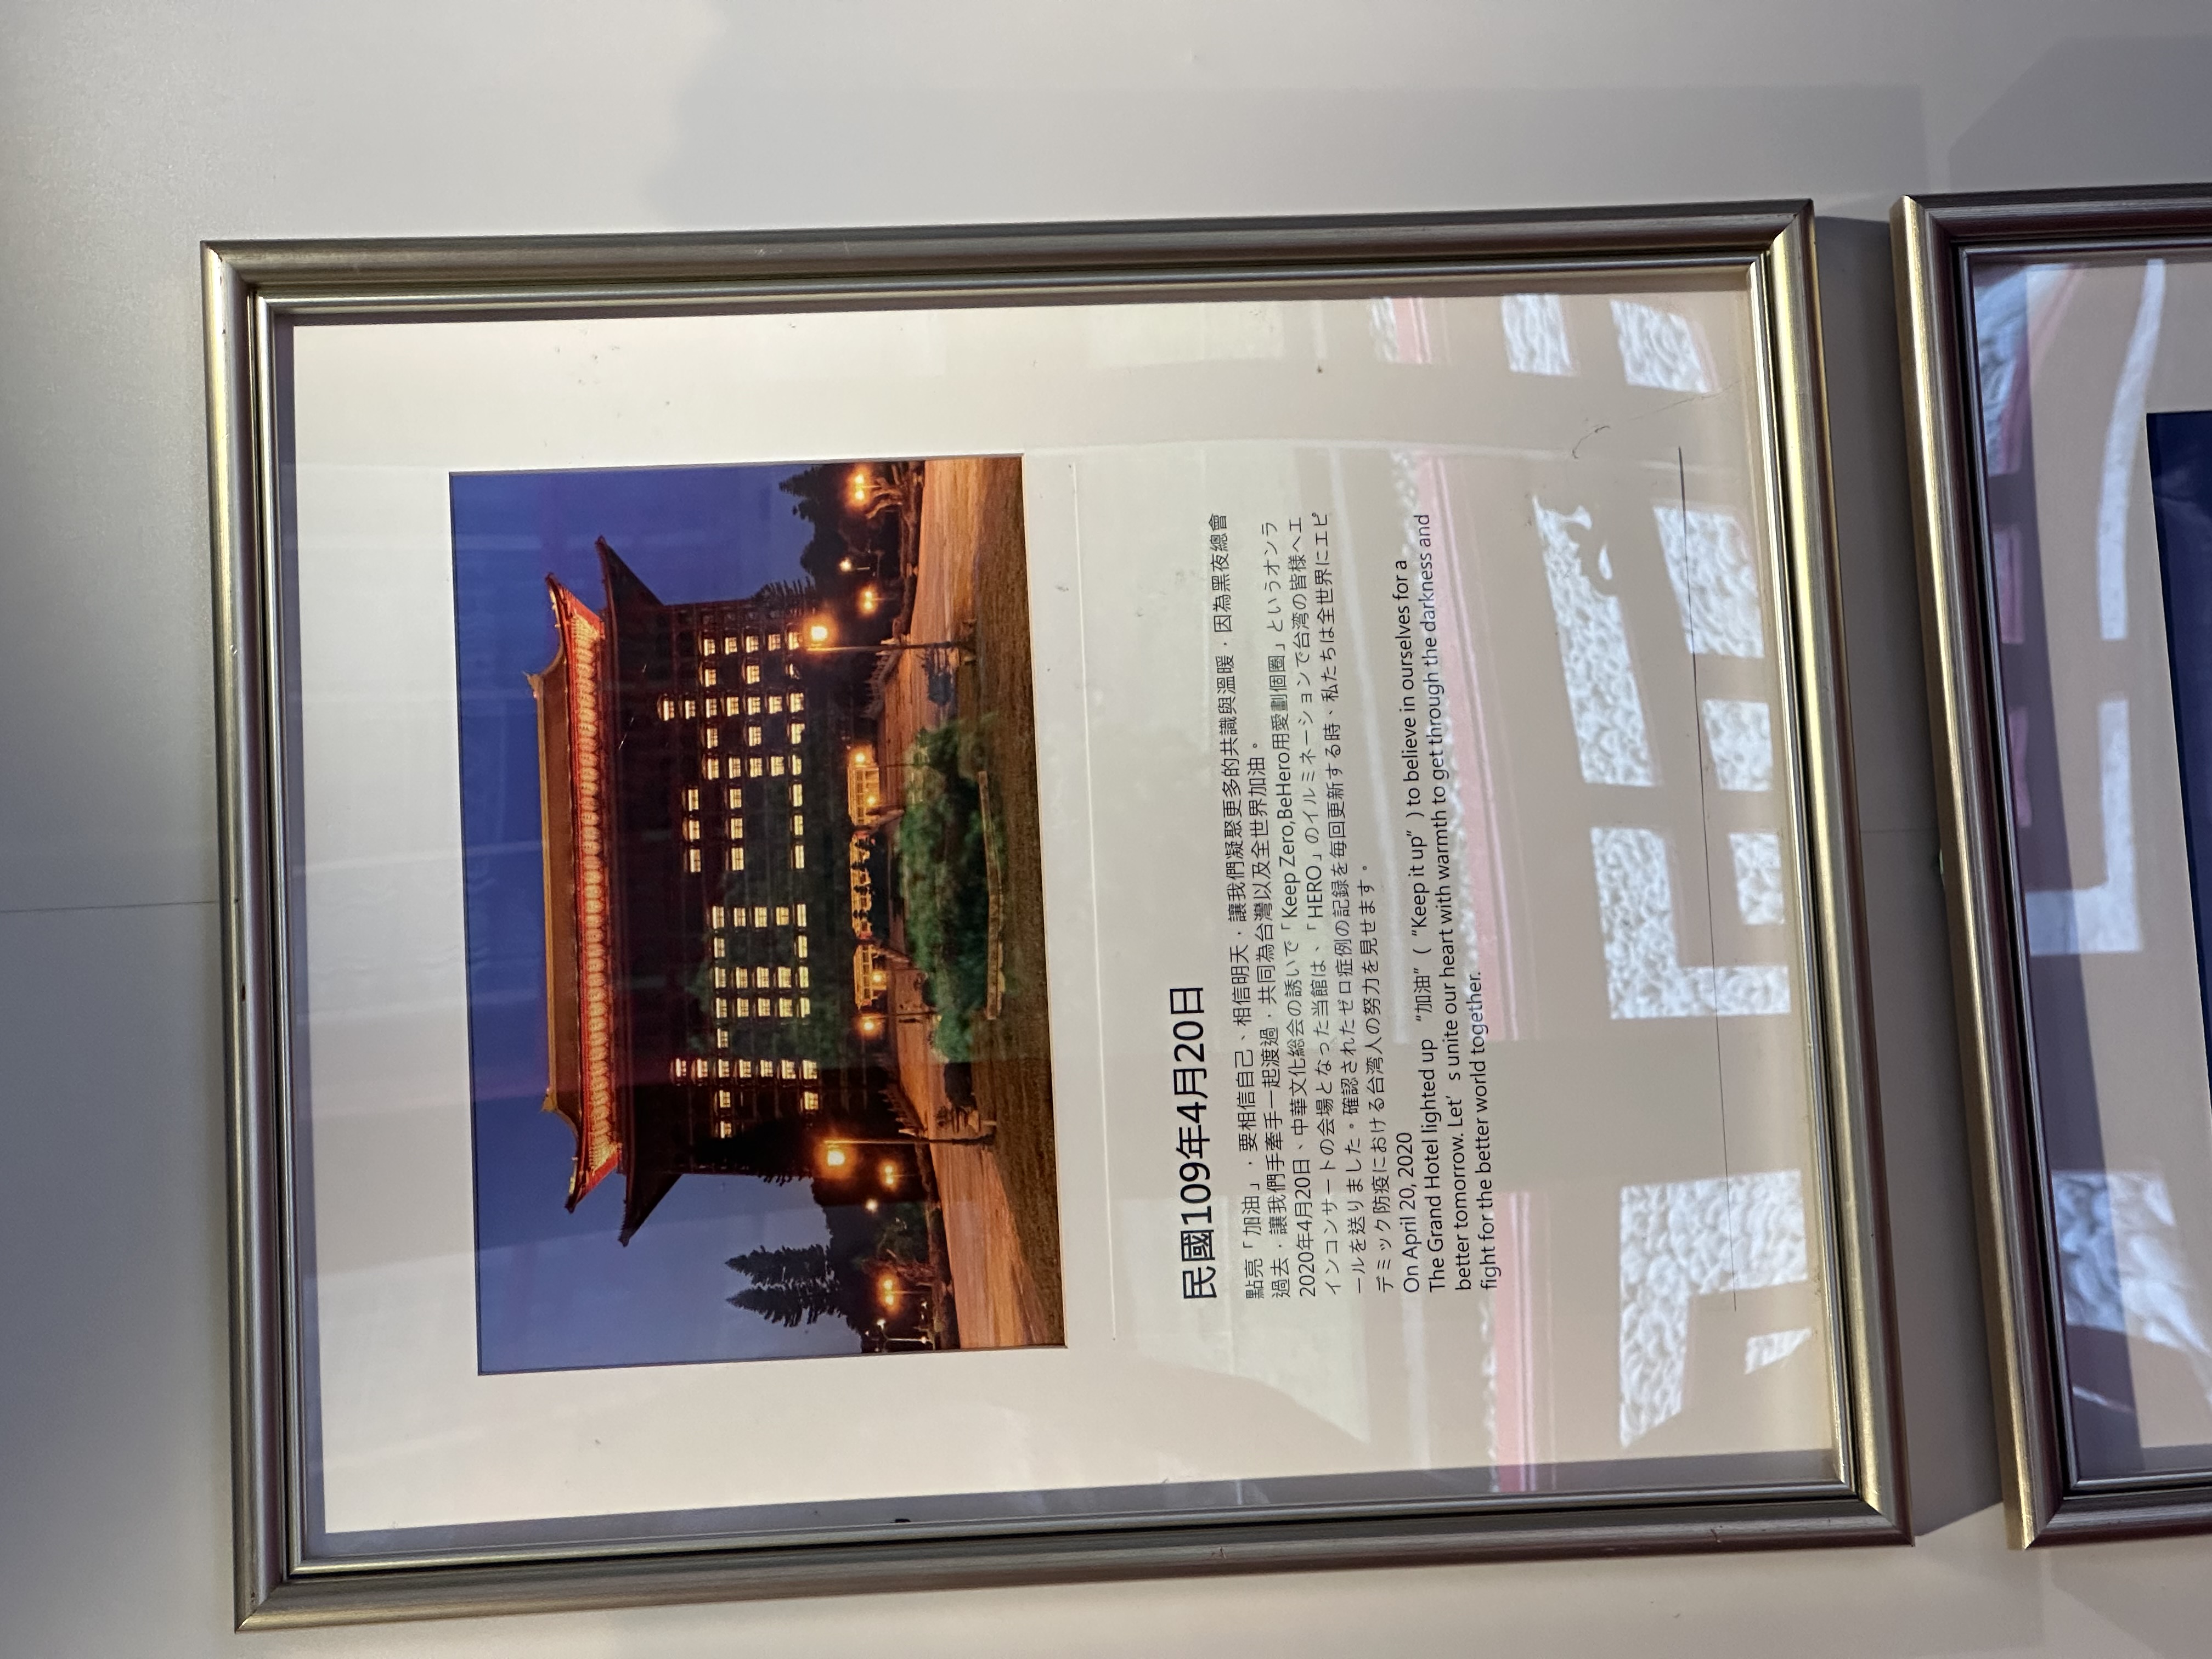 加油
民國109年4月20日
點亮「加油」，要相信自己、相信明天，讓我們凝聚更多的共識與溫暖，因為黑夜總會
過去，讓我們手牽手一起渡過，共同為台灣以及全世界加油。
2020年4月20日、中華文化総会の誘いで「Keep Zero,BeHero用愛劃個圈」というオンラ
インコンサートの会場となった当館は、「HERO」のイルミネーションで台湾の皆様へエ
ールを送りました。確認されたゼロ症例の記録を毎回更新する時、私たちは全世界にエピ
デミック防疫における台湾人の努力を見せます。
On April 20, 2020
The Grand Hotel lighted up “加油” (“Keep it up”) to believe in ourselves for a
better tomorrow. Let’s unite our heart with warmth to get through the darkness and
fight for the better world together.